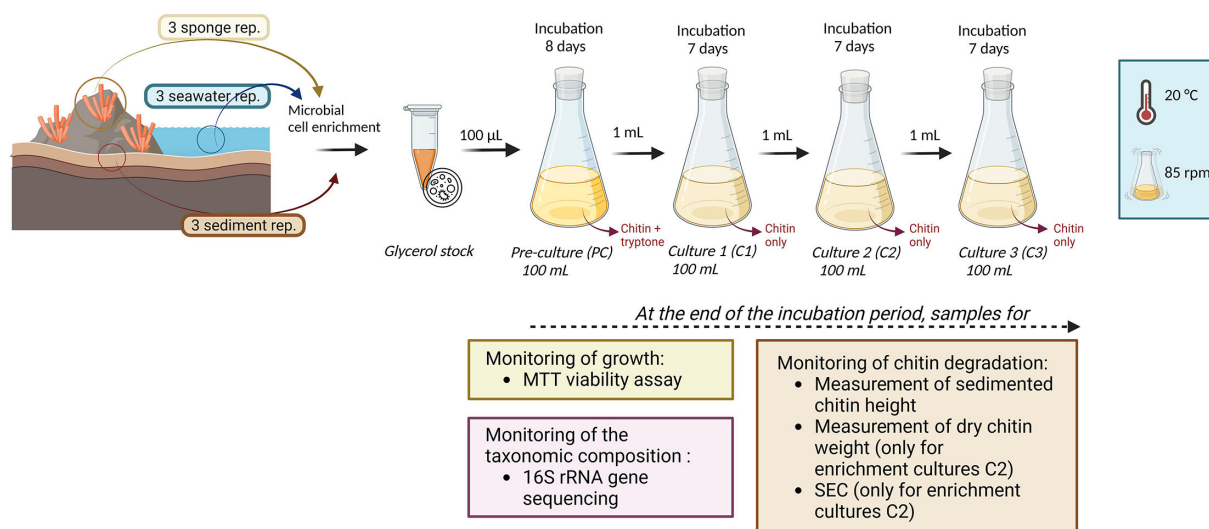 3 sponge rep.
3 seawater rep.
3 sediment rep.
Microbial
cell enrichment
Glycerol stock
100 µL
Incubation
8 days
Chitin +
tryptone
Pre-culture (PC)
100 mL
1 mL
Incubation
7 days
Chitin
only
Culture 1 (C1)
100 mL
1 mL
Incubation
7 days
Chitin
only
Culture 2 (C2)
100 mL
1 mL
Incubation
7 days
Chitin
only
Culture 3 (C3)
100 mL
20 °C
85 rpm
At the end of the incubation period, samples for
Monitoring of growth:
• MTT viability assay
Monitoring of the
taxonomic composition :
• 16S rRNA gene
sequencing
Monitoring of chitin degradation:
• Measurement of sedimented
chitin height
• Measurement of dry chitin
weight (only for
enrichment cultures C2)
• SEC (only for enrichment
cultures C2)